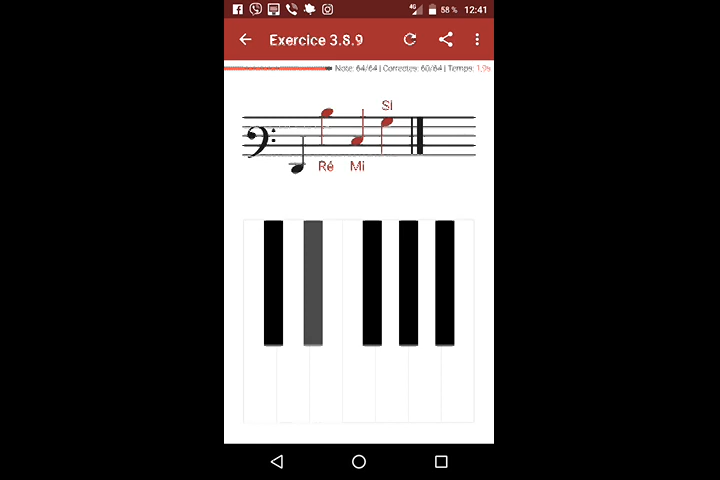 4G 58 % 12:41
Exercice 3.8.9
Note: 64/64 | Correctes: 60/64 | Temps: 1,9s
Si
Ré Mi